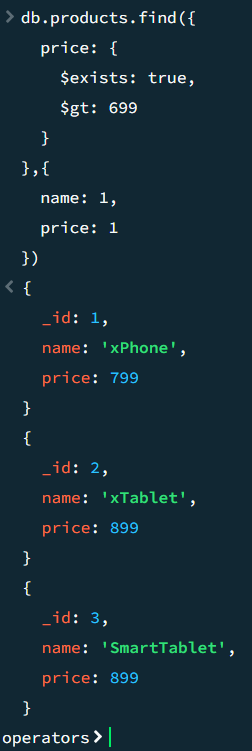 > db.products.find({
    price: {
      $exists: true,
      $gt: 699
    }
  },{
    name: 1,
    price: 1
  })
< {
    _id: 1,
    name: 'xPhone',
    price: 799
  }
  {
    _id: 2,
    name: 'xTablet',
    price: 899
  }
  {
    _id: 3,
    name: 'SmartTablet',
    price: 899
  }
operators>